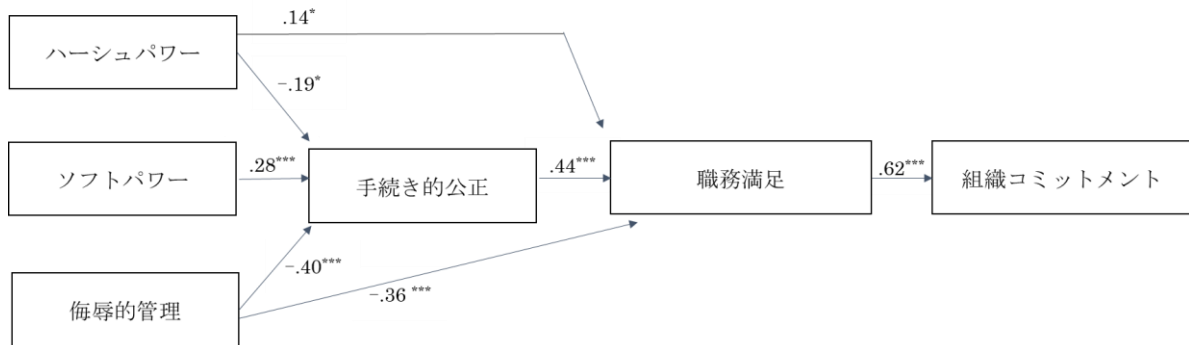 .14*
ハーシュパワー
-.19*
ソフトパワー
.28***
手続き的公正
.44***
職務満足
.62***
組織コミットメント
-.40***
-.36 ***
侮辱的管理